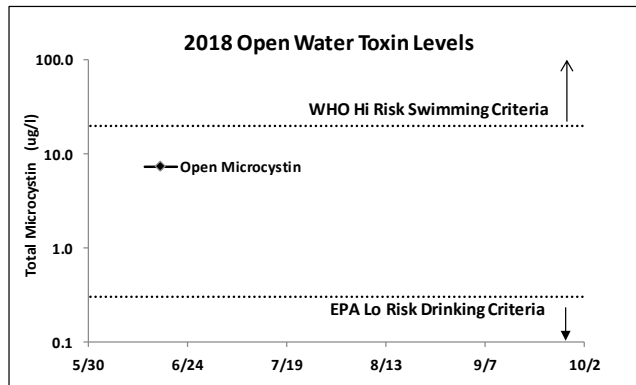 2018 Open Water Toxin Levels
100.0
WHO Hi Risk Swimming Criteria
10.0
Open Microcystin
Total Microcystin (ug/l)
1.0
EPA Lo Risk Drinking Criteria
0.1
5/30 6/24 7/19 8/13 9/7 10/2